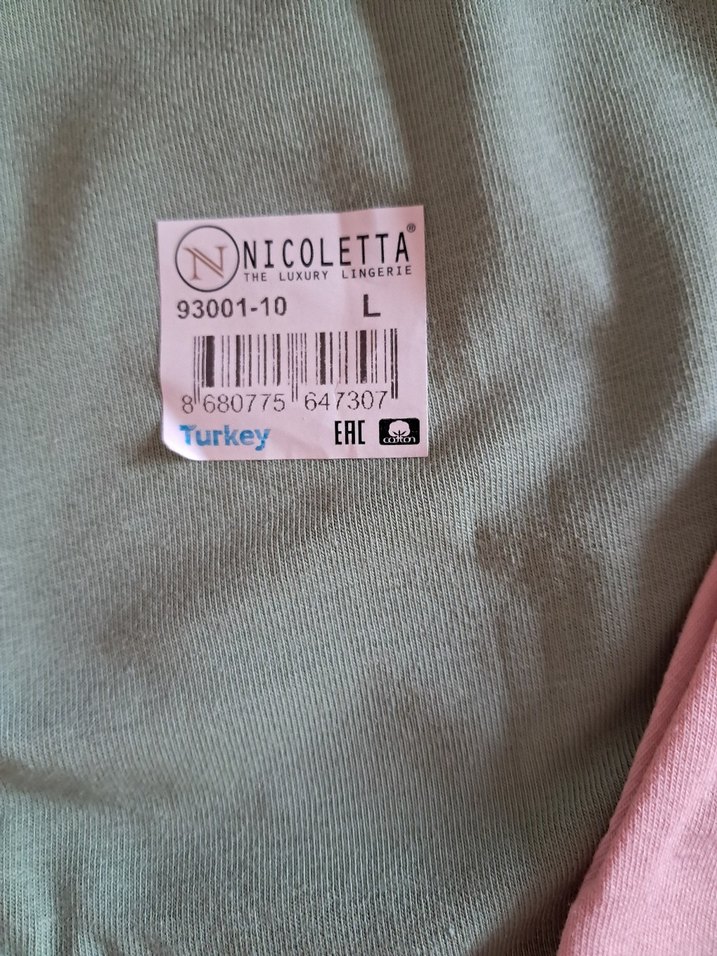 N NICOLETTA®
THE LUXURY LINGERIE
93001-10 L
8 680775 647307
Turkey EAC cotton